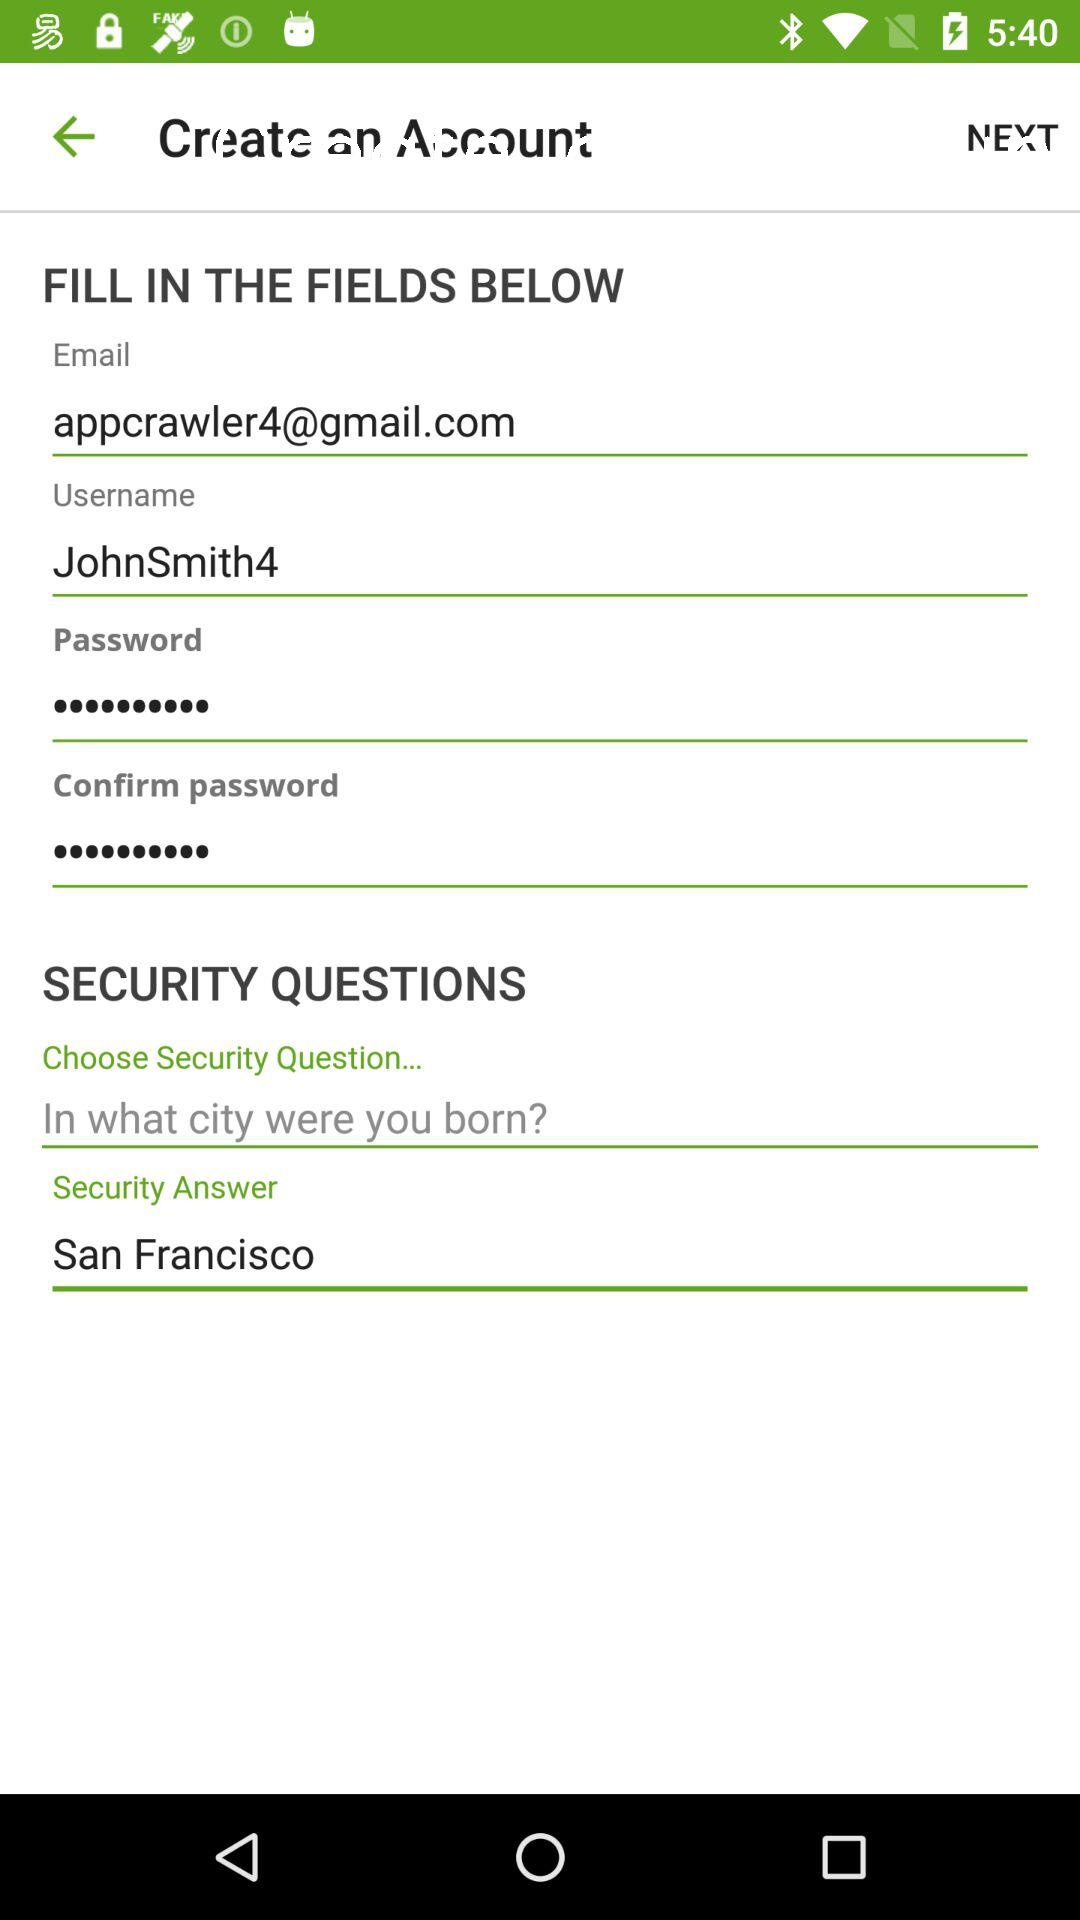 FAKE
5:40
Create an Account
NEXT
FILL IN THE FIELDS BELOW
Email
appcrawler4@gmail.com
Username
JohnSmith4
Password
••••••••••
Confirm password
••••••••••
SECURITY QUESTIONS
Choose Security Question...
In what city were you born?
Security Answer
San Francisco